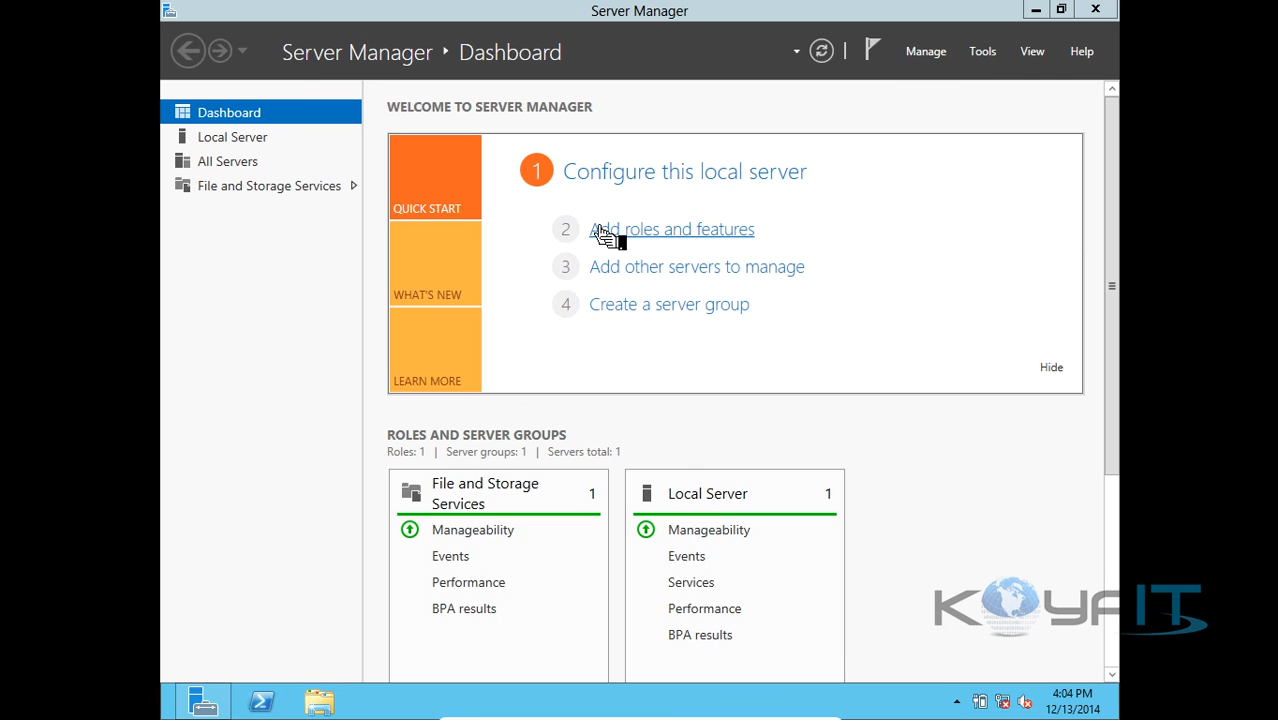 Server Manager
Server Manager ‣ Dashboard
Manage
Tools
View
Help
Dashboard
Local Server
All Servers
File and Storage Services
WELCOME TO SERVER MANAGER
QUICK START
WHAT'S NEW
LEARN MORE
1 Configure this local server
2 Add roles and features
3 Add other servers to manage
4 Create a server group
Hide
ROLES AND SERVER GROUPS
Roles: 1 | Server groups: 1 | Servers total: 1
File and Storage
Services
1
Manageability
Events
Performance
BPA results
Local Server 1
Manageability
Events
Services
Performance
BPA results
KOYAIT
4:04 PM
12/13/2014